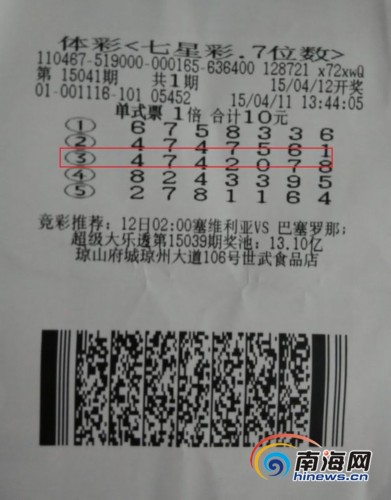 体彩<七星彩.7位数>
110467-519000-000165-636400 128721 x72xwQ
第 15041期 共1期 15/04/12开奖
01-001116-101 05452 15/04/11 13:44:05
单式票 1倍 合计10元
① 6 7 5 8 3 3 6
② 4 7 4 7 5 6 1
③ 4 7 4 2 0 7 8
④ 8 2 4 3 3 9 5
⑤ 2 7 8 1 1 6 4
竞彩推荐：12日02:00塞维利亚VS 巴塞罗那；
超级大乐透第15039期奖池：13.10亿
琼山府城琼州大道106号世武食品店
南海网
hinews.cn